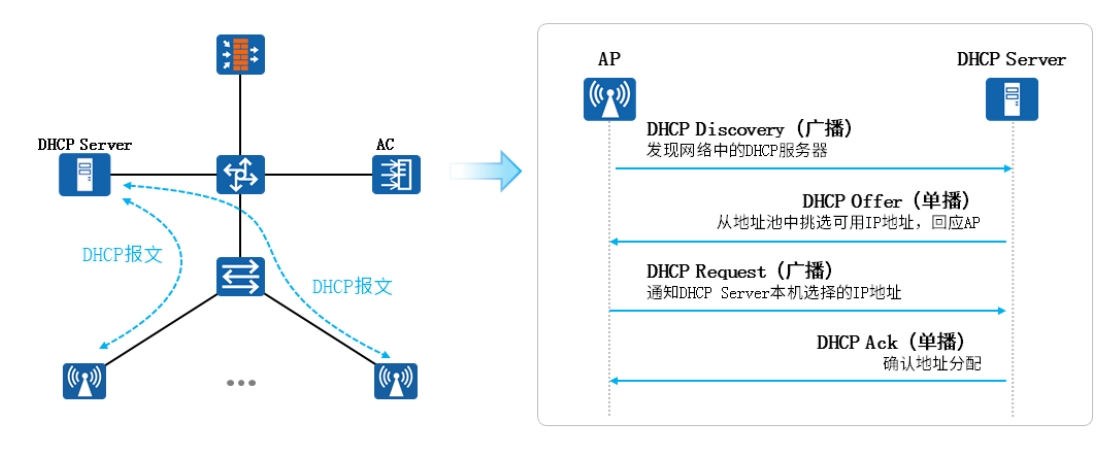 DHCP Server
AC
DHCP报文
DHCP报文
AP
DHCP Server
DHCP Discovery（广播）
发现网络中的DHCP服务器
DHCP Offer（单播）
从地址池中挑选可用IP地址，回应AP
DHCP Request（广播）
通知DHCP Server本机选择的IP地址
DHCP Ack（单播）
确认地址分配